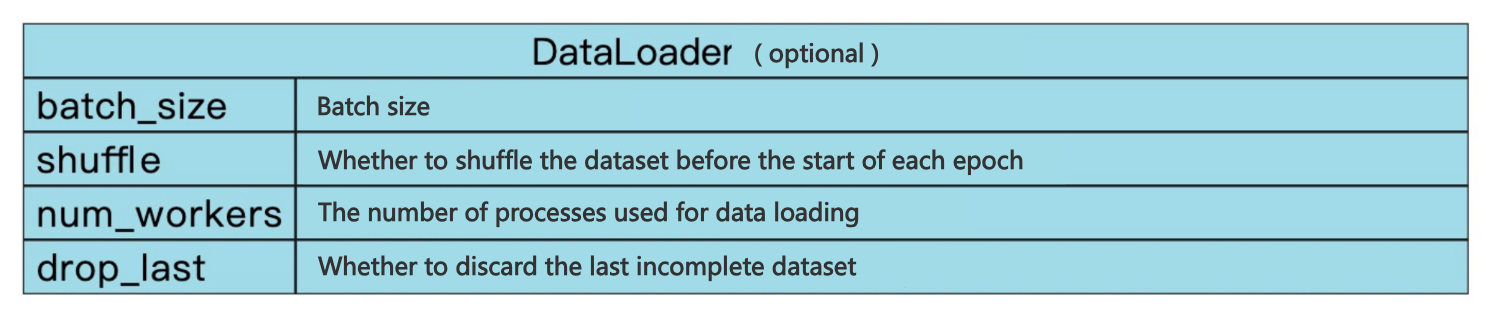 DataLoader ( optional )
batch_size Batch size
shuffle Whether to shuffle the dataset before the start of each epoch
num_workers The number of processes used for data loading
drop_last Whether to discard the last incomplete dataset